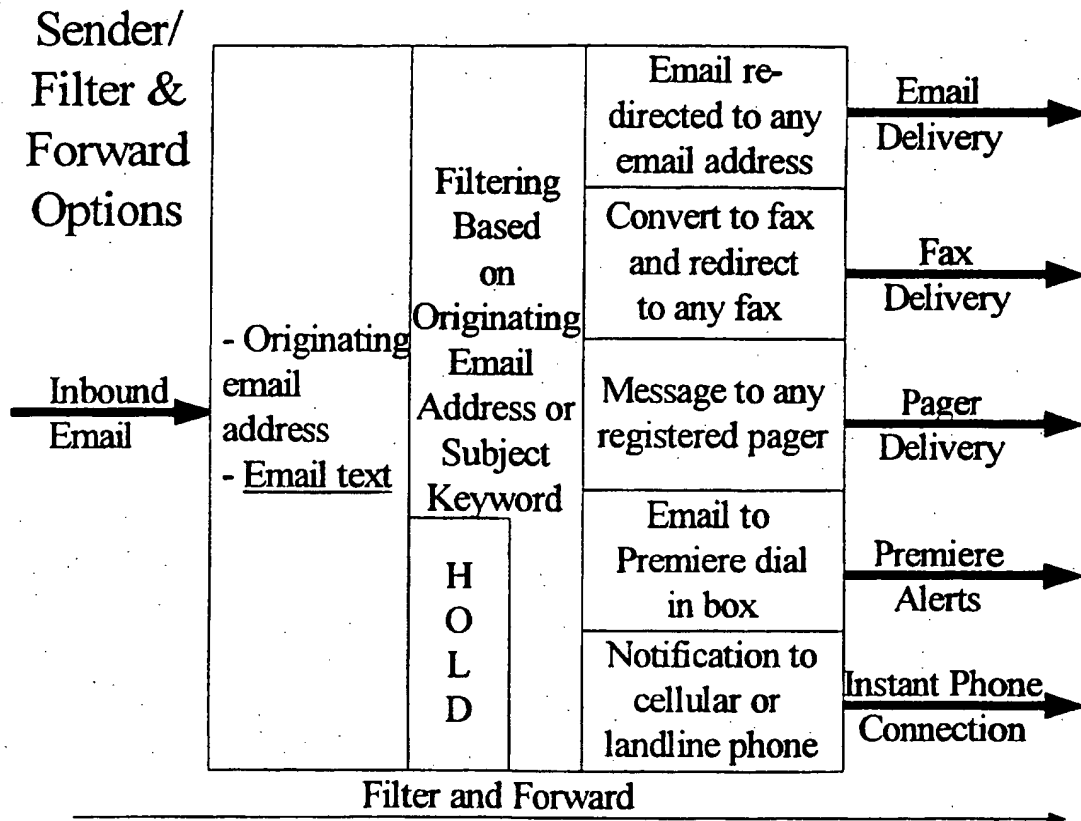 Sender/
Filter &
Forward
Options
Inbound
Email
- Originating
email
address
- Email text
Filtering
Based
on
Originating
Email
Address or
Subject
Keyword
H
O
L
D
Email re-
directed to any
email address
Convert to fax
and redirect
to any fax
Message to any
registered pager
Email to
Premiere dial
in box
Notification to
cellular or
landline phone
Email
Delivery
Fax
Delivery
Pager
Delivery
Premiere
Alerts
Instant Phone
Connection
Filter and Forward